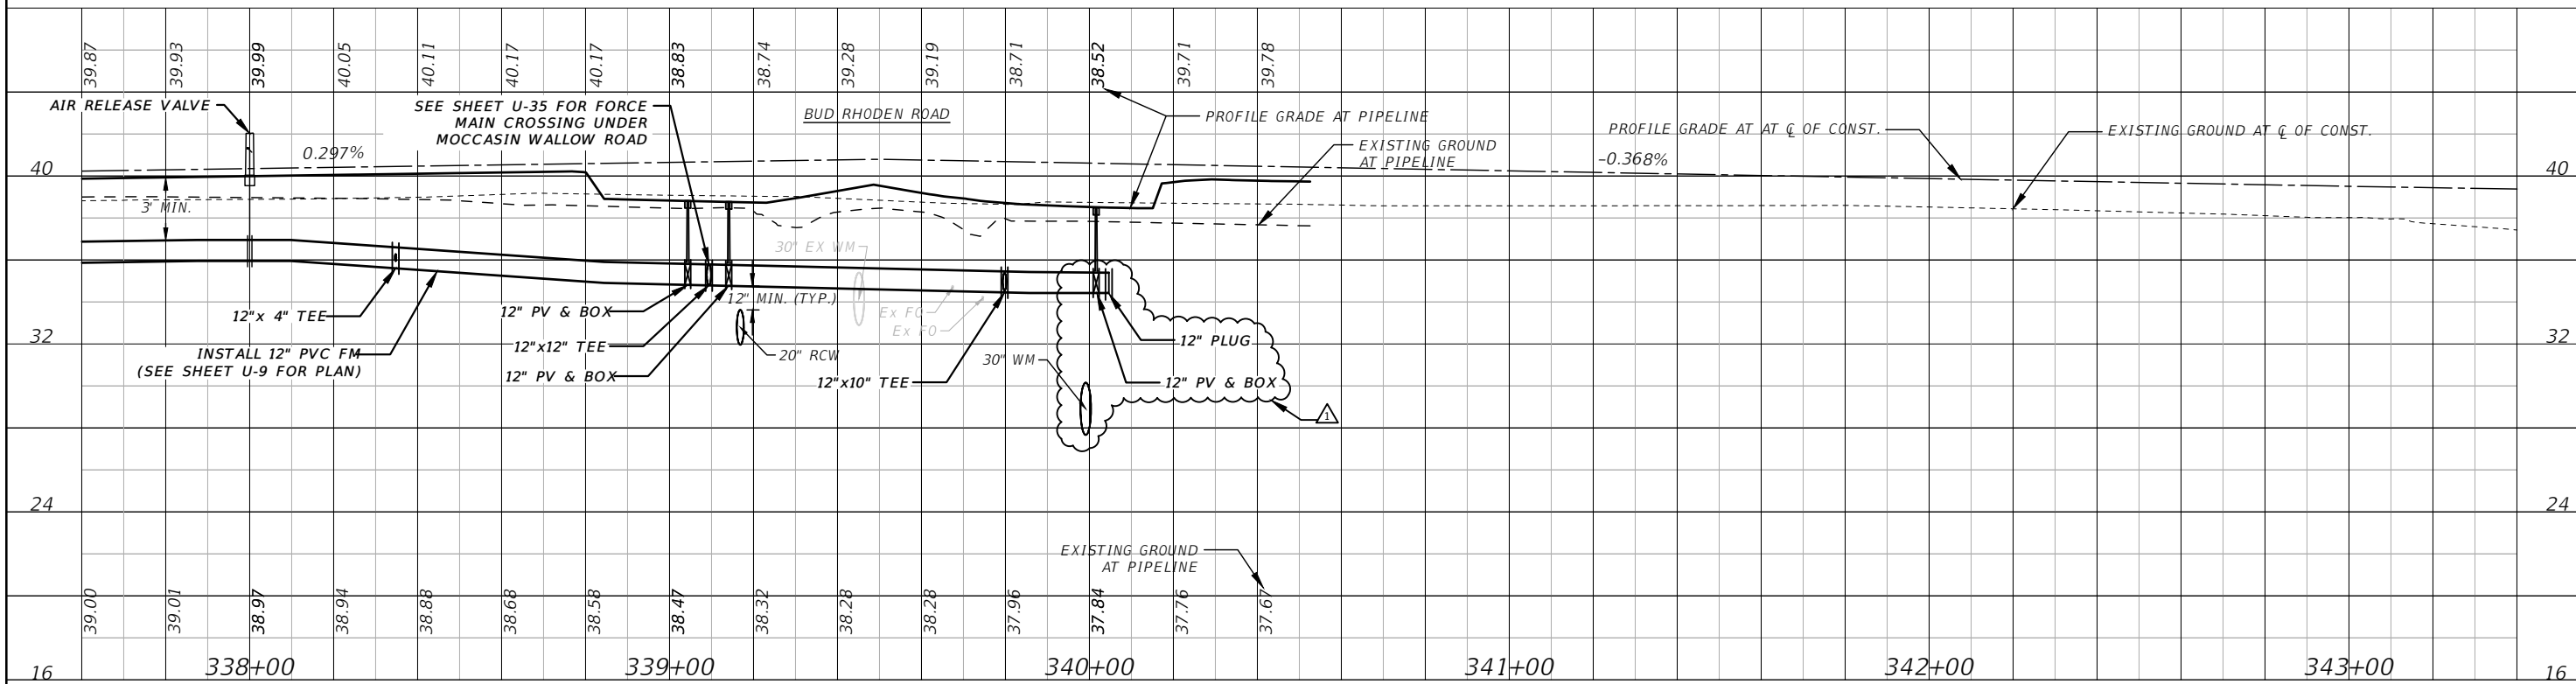 39.87
39.93
39.99
40.05
40.11
40.17
40.17
38.83
38.74
39.28
39.19
38.71
38.52
39.71
39.78
AIR RELEASE VALVE
SEE SHEET U-35 FOR FORCE
MAIN CROSSING UNDER
MOCCASIN WALLOW ROAD
BUD RHODEN ROAD
PROFILE GRADE AT PIPELINE
EXISTING GROUND
AT PIPELINE
PROFILE GRADE AT AT ℄ OF CONST.
EXISTING GROUND AT ℄ OF CONST.
0.297%
-0.368%
40
40
3' MIN.
30" EX WM
12" MIN. (TYP.)
Ex FO
Ex FO
12"x 4" TEE
12" PV & BOX
12"x12" TEE
12" PV & BOX
INSTALL 12" PVC FM
(SEE SHEET U-9 FOR PLAN)
20" RCW
12"x10" TEE
30" WM
12" PLUG
12" PV & BOX
1
32
32
24
24
EXISTING GROUND
AT PIPELINE
39.00
39.01
38.97
38.94
38.88
38.68
38.58
38.47
38.32
38.28
38.28
37.96
37.84
37.76
37.67
16
338+00
339+00
340+00
341+00
342+00
343+00
16